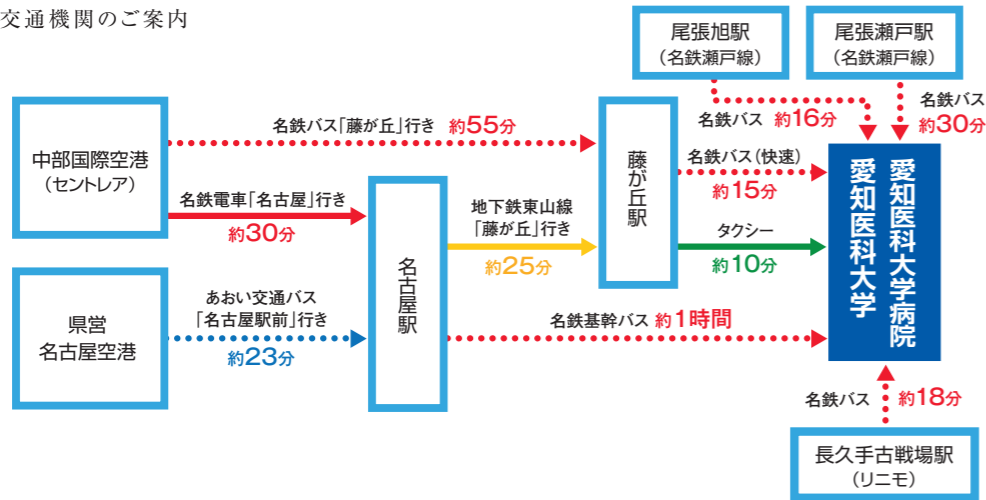 交通機関のご案内
尾張旭駅
（名鉄瀬戸線）
尾張瀬戸駅
（名鉄瀬戸線）
名鉄バス 約16分
名鉄バス
約30分
中部国際空港
（セントレア）
名鉄バス「藤が丘」行き 約55分
名鉄電車「名古屋」行き
約30分
藤が丘駅
名鉄バス（快速）
約15分
タクシー
約10分
愛知医科大学病院
愛知医科大学
地下鉄東山線
「藤が丘」行き
約25分
名古屋駅
県営
名古屋空港
あおい交通バス
「名古屋駅前」行き
約23分
名鉄基幹バス 約1時間
名鉄バス 約18分
長久手古戦場駅
（リニモ）